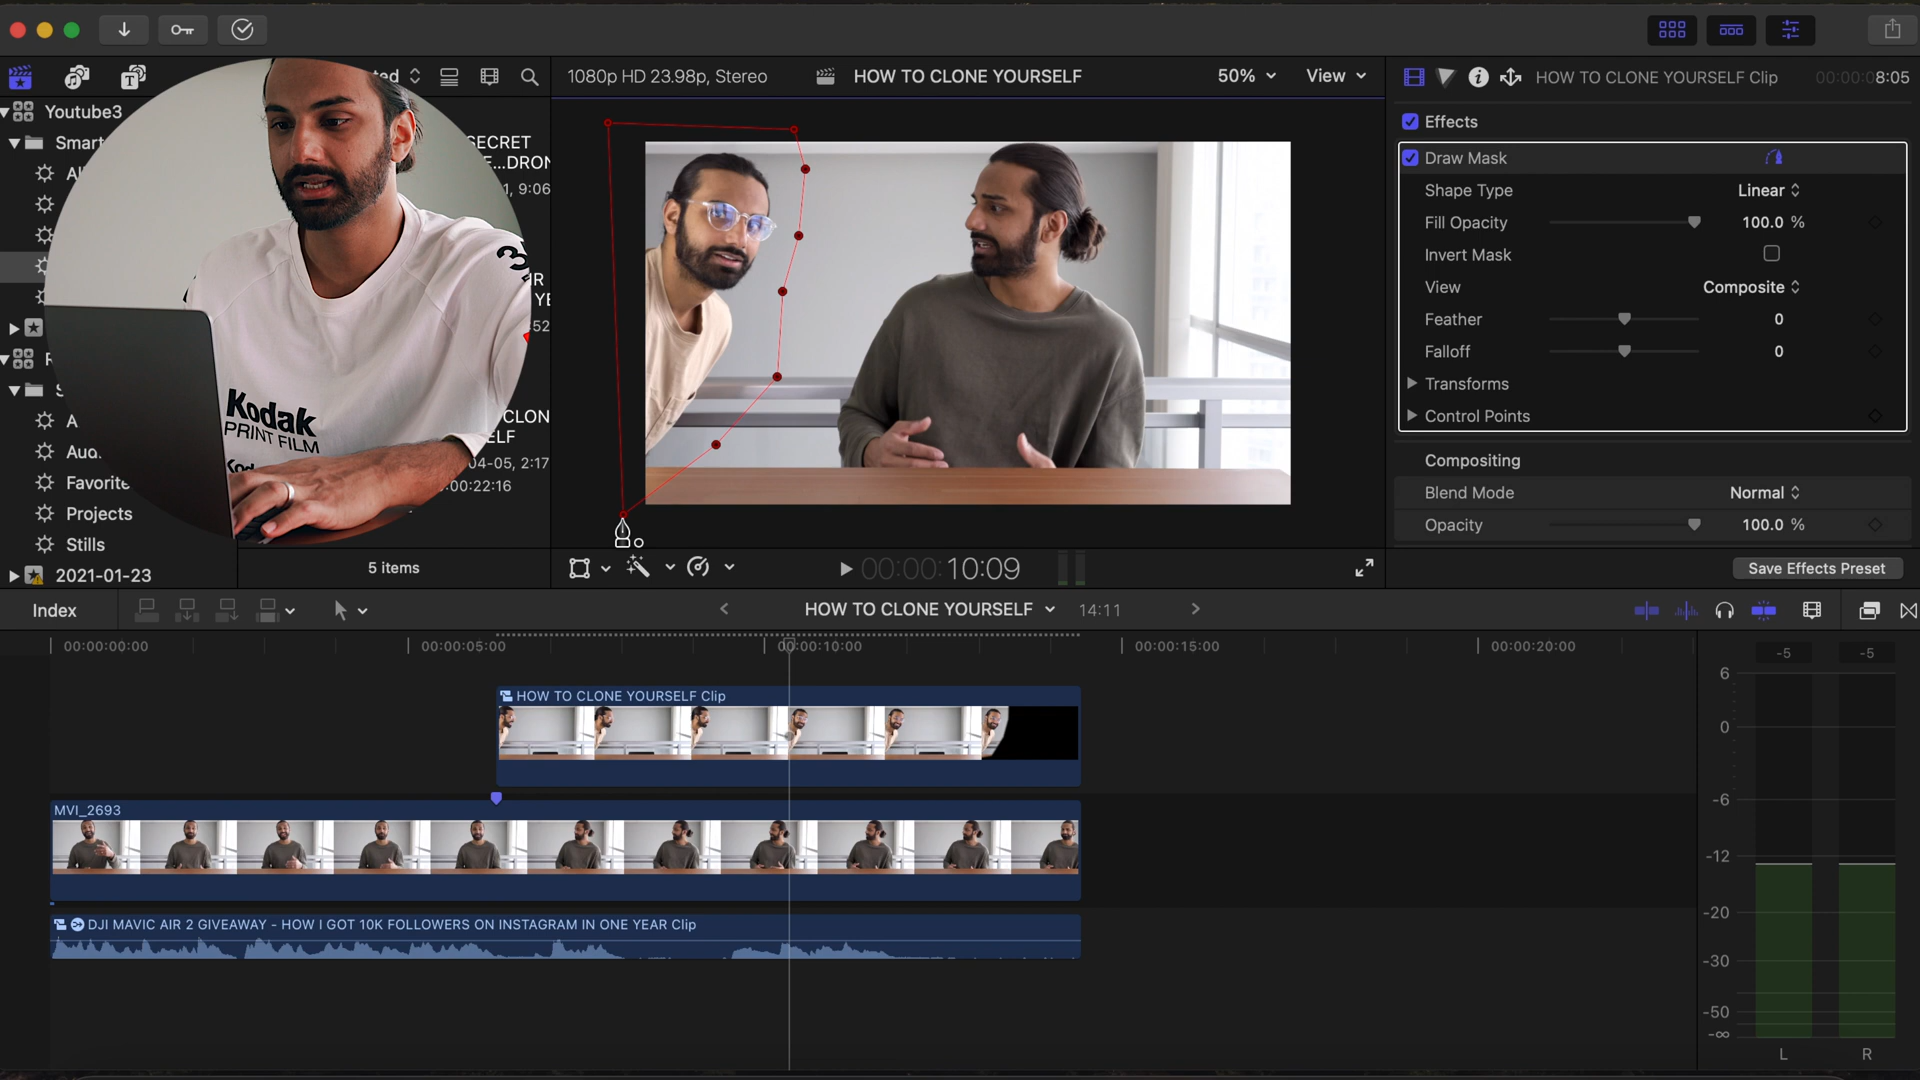 ted
1080p HD 23.98p, Stereo
HOW TO CLONE YOURSELF
50%
View
HOW TO CLONE YOURSELF Clip
00:00:08:05
Youtube3
Smart
SECRET
E...DRON
1, 9:06
YE
52
CLON
ELF
04-05, 2:17
:00:22:16
Favorite
Projects
Stills
2021-01-23
5 items
Kodak
PRINT FILM
Effects
Draw Mask
Shape Type
Linear
Fill Opacity
100.0 %
Invert Mask
View
Composite
Feather
0
Falloff
0
Transforms
Control Points
Compositing
Blend Mode
Normal
Opacity
100.0 %
Save Effects Preset
00:00:10:09
Index
HOW TO CLONE YOURSELF
14:11
00:00:00:00
00:00:05:00
00:00:10:00
00:00:15:00
00:00:20:00
HOW TO CLONE YOURSELF Clip
MVI_2693
DJI MAVIC AIR 2 GIVEAWAY - HOW I GOT 10K FOLLOWERS ON INSTAGRAM IN ONE YEAR Clip
-5
-5
6
0
-6
-12
-20
-30
-50
-∞
L
R